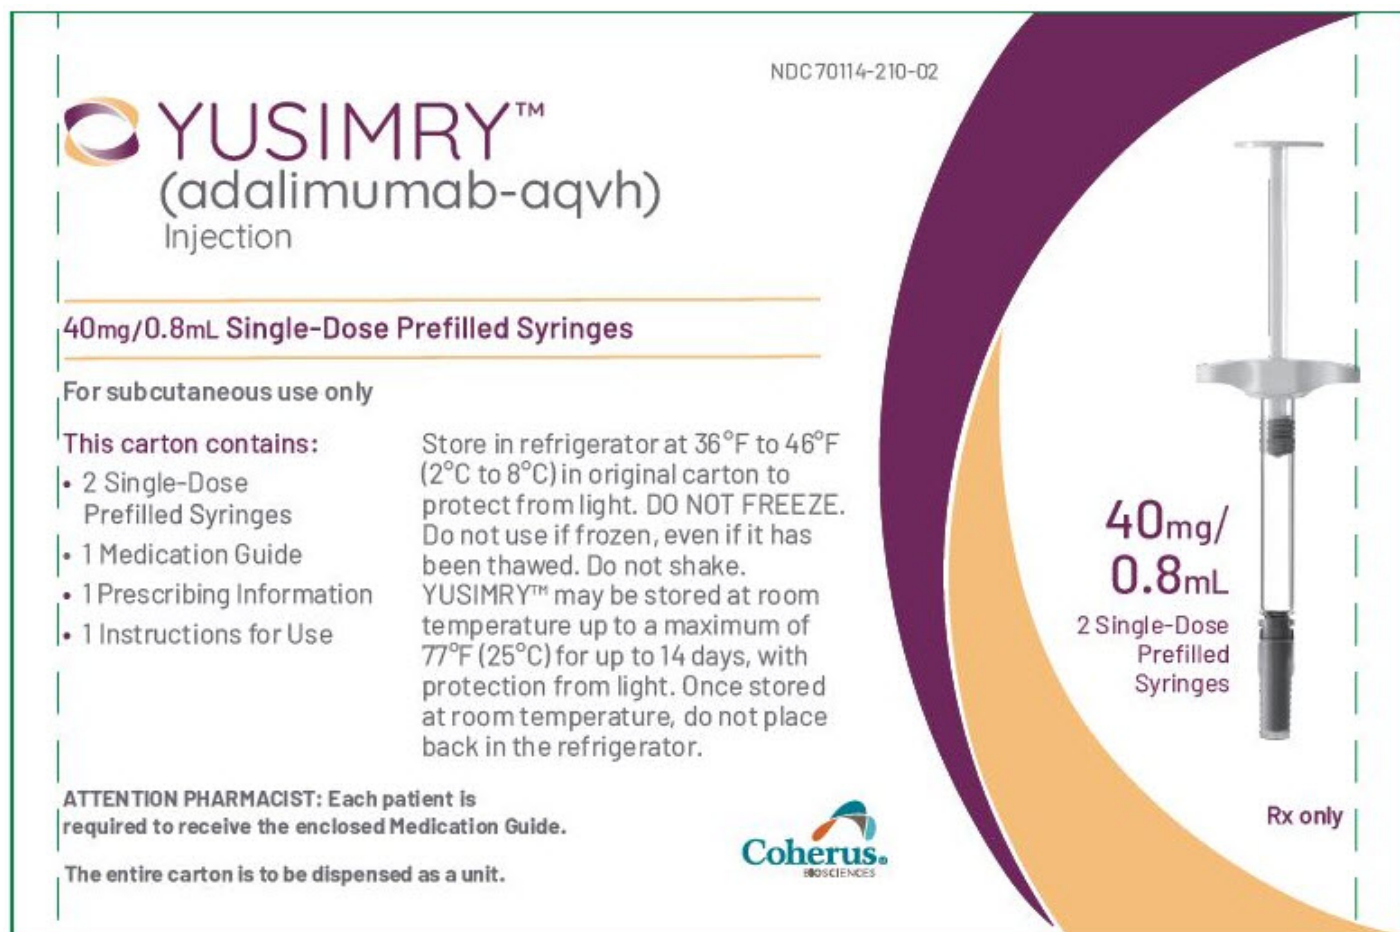 NDC 70114-210-02
YUSIMRY™
(adalimumab-aqvh)
Injection
40mg/0.8mL Single-Dose Prefilled Syringes
For subcutaneous use only
This carton contains:
• 2 Single-Dose
Prefilled Syringes
• 1 Medication Guide
• 1 Prescribing Information
• 1 Instructions for Use
Store in refrigerator at 36°F to 46°F
(2°C to 8°C) in original carton to
protect from light. DO NOT FREEZE.
Do not use if frozen, even if it has
been thawed. Do not shake.
YUSIMRY™ may be stored at room
temperature up to a maximum of
77°F (25°C) for up to 14 days, with
protection from light. Once stored
at room temperature, do not place
back in the refrigerator.
40mg/
0.8mL
2 Single-Dose
Prefilled
Syringes
ATTENTION PHARMACIST: Each patient is
required to receive the enclosed Medication Guide.
The entire carton is to be dispensed as a unit.
Coherus®
BIOSCIENCES
Rx only